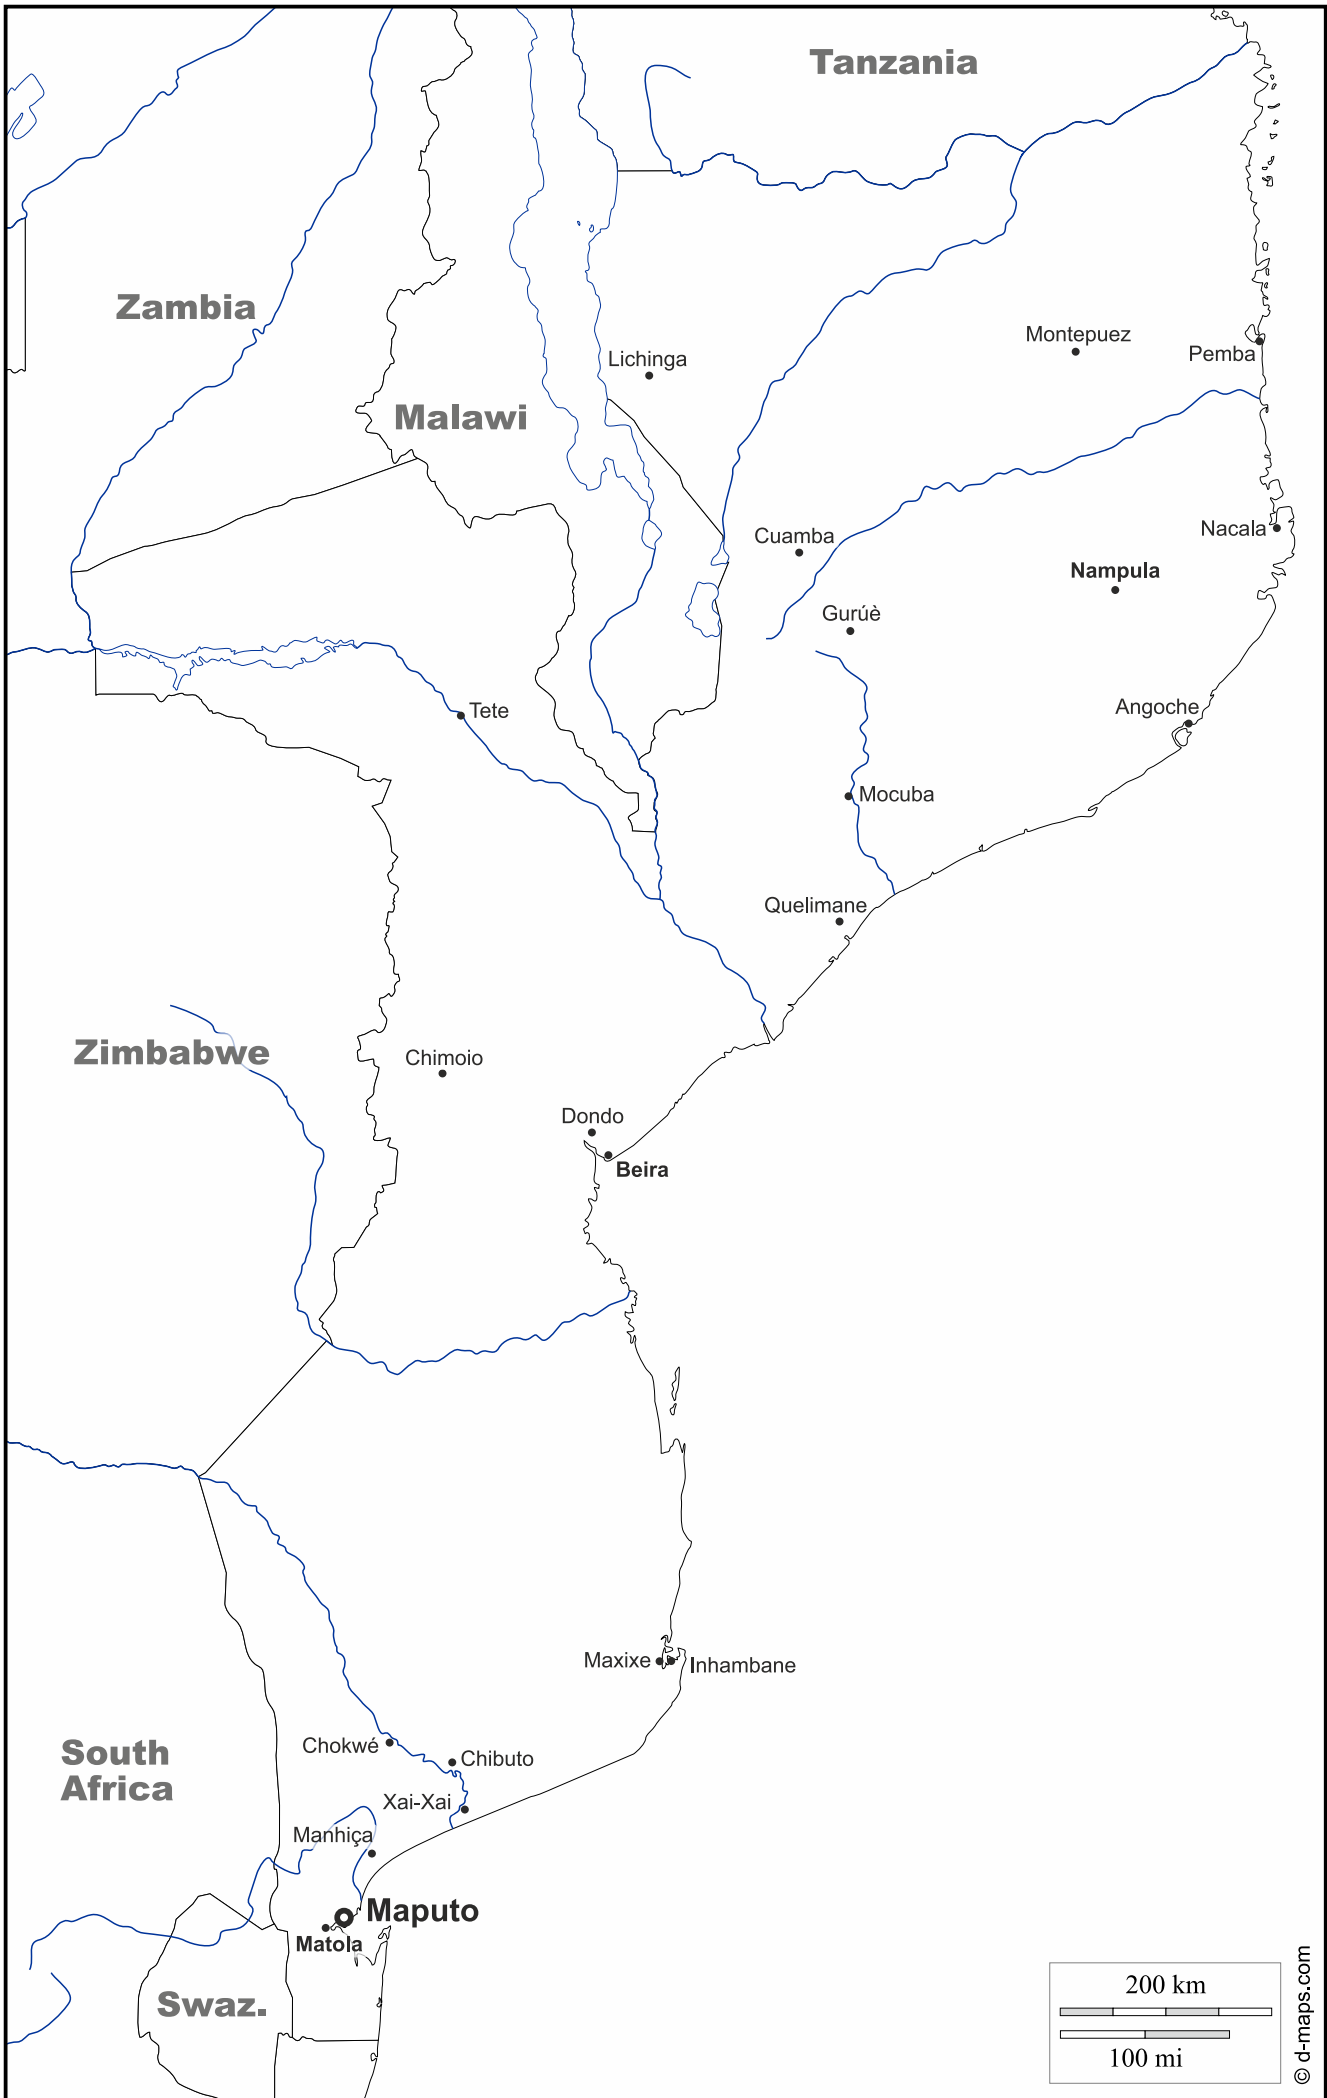 Tanzania
Zambia
Montepuez
Pemba
Lichinga
Malawi
Nacala
Cuamba
Nampula
Gurúè
Tete
Angoche
Mocuba
Quelimane
Zimbabwe
Chimoio
Dondo
Beira
Maxixe
Inhambane
Chokwé
Chibuto
South
Africa
Xai-Xai
Manhiça
Maputo
Matola
Swaz.
200 km
100 mi
© d-maps.com